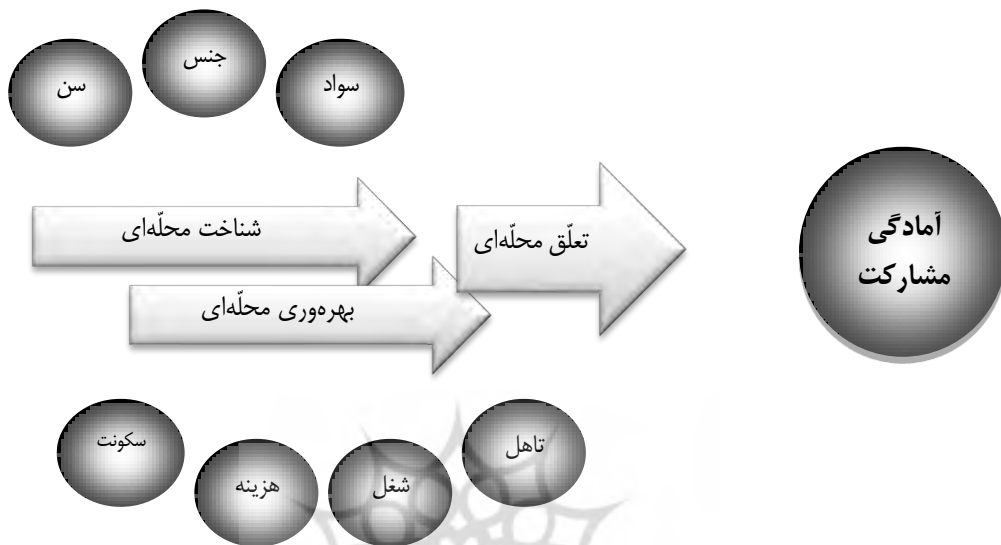 سن
جنس
سواد
شناخت محلّه‌ای
تعلّق محلّه‌ای
بهره‌وری محلّه‌ای
آمادگی
مشارکت
سکونت
هزینه
شغل
تاهل